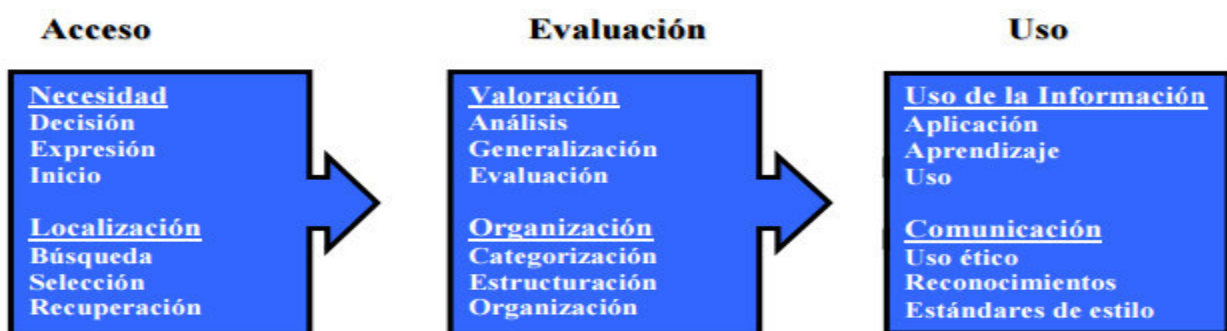 Acceso
Necesidad
Decisión
Expresión
Inicio
Localización
Búsqueda
Selección
Recuperación
Evaluación
Valoración
Análisis
Generalización
Evaluación
Organización
Categorización
Estructuración
Organización
Uso
Uso de la Información
Aplicación
Aprendizaje
Uso
Comunicación
Uso ético
Reconocimientos
Estándares de estilo